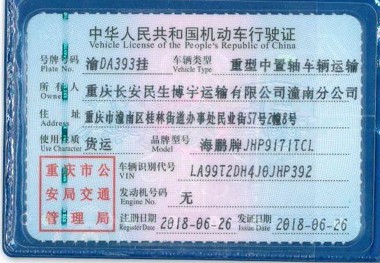 中华人民共和国机动车行驶证
Vehicle License of the People's Republic of China
号牌号码 渝DA393挂 车辆类型 重型中置轴车辆运输
Plate No. Vehicle Type
所有人 重庆长安民生博宇运输有限公司潼南分公司
Owner
住址 重庆市潼南区桂林街道办事处民业街57号2幢8号
Address
使用性质 货运 品牌型号 海鹏牌JHP9171TCL
Use Character Model
车辆识别代号 LA99T2DH4J0JHP392
VIN
发动机号码 无
Engine No.
注册日期 2018-06-26 发证日期 2018-06-26
Register Date Issue Date
重庆市公
安局交通
管理局